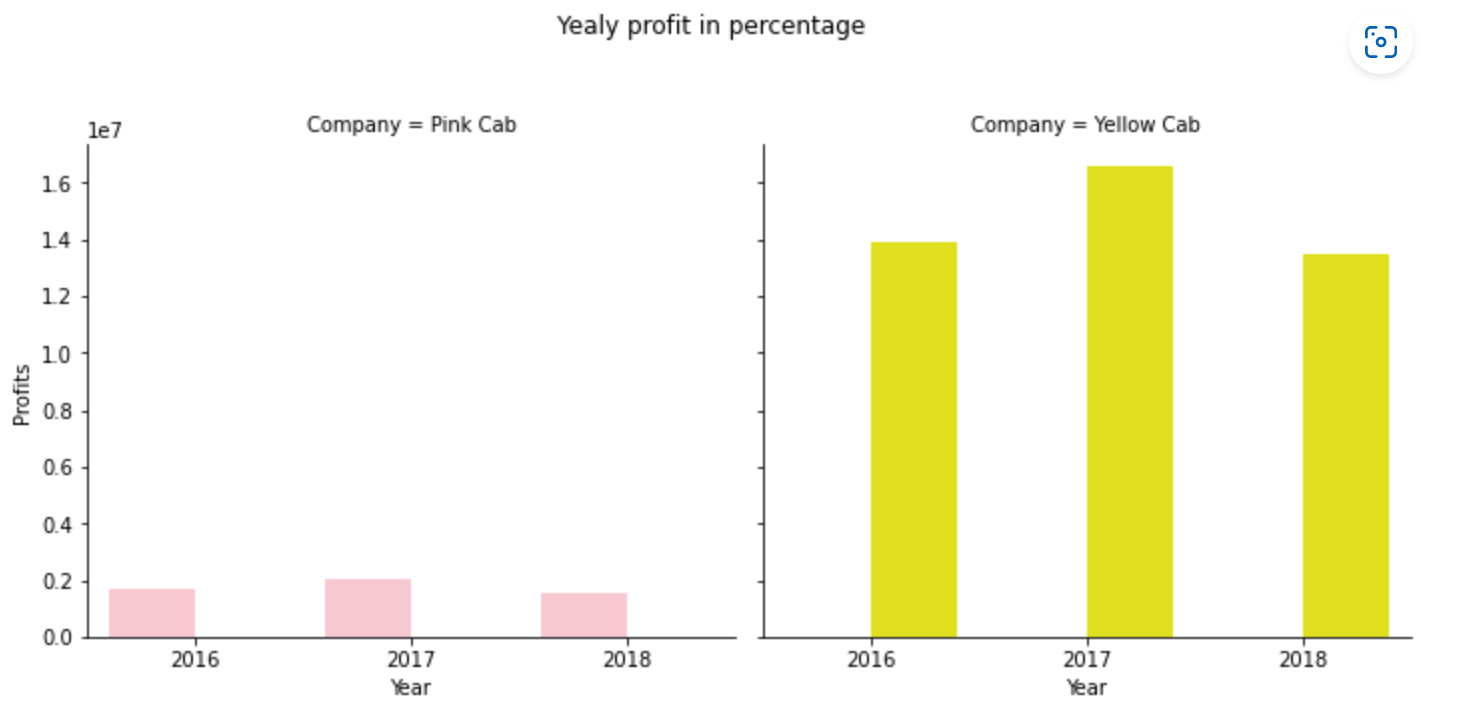 Yealy profit in percentage
1e7
Company = Pink Cab
Company = Yellow Cab
1.6
1.4
1.2
1.0
0.8
0.6
0.4
0.2
0.0
Profits
2016 2017 2018
Year
2016 2017 2018
Year